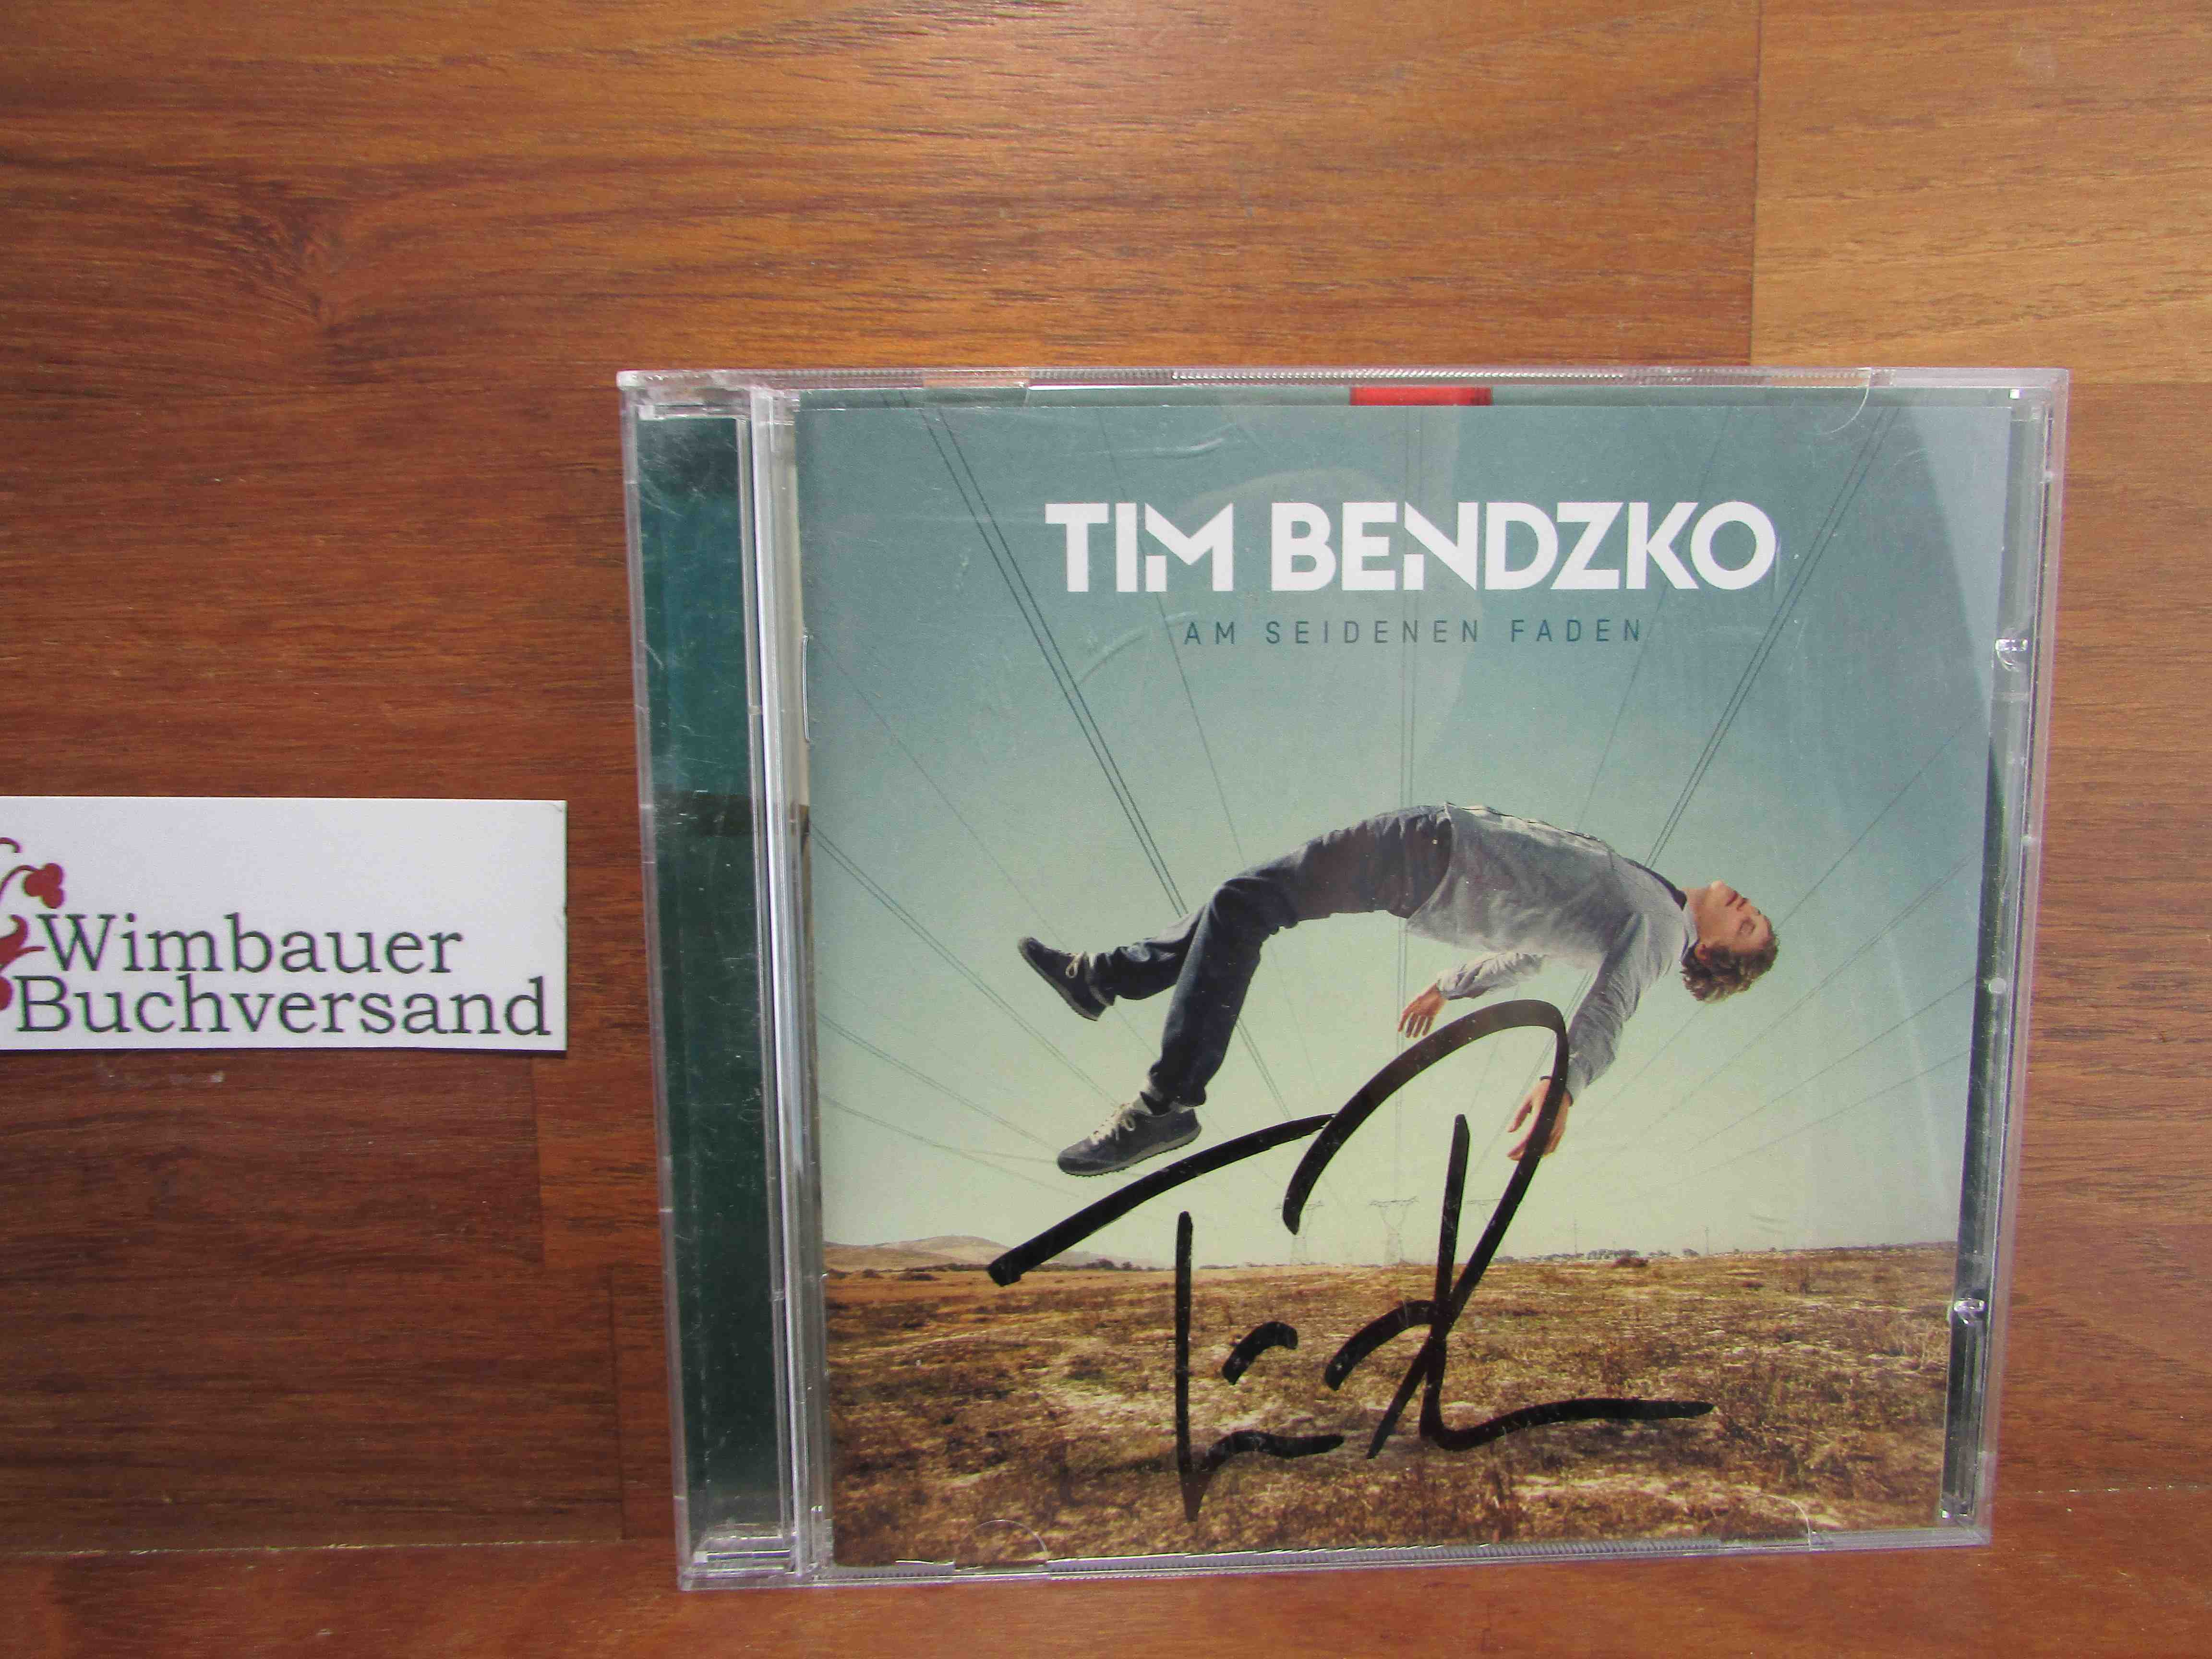 TIM BENDZKO
AM SEIDENEN FADEN
Wimbauer
Buchversand